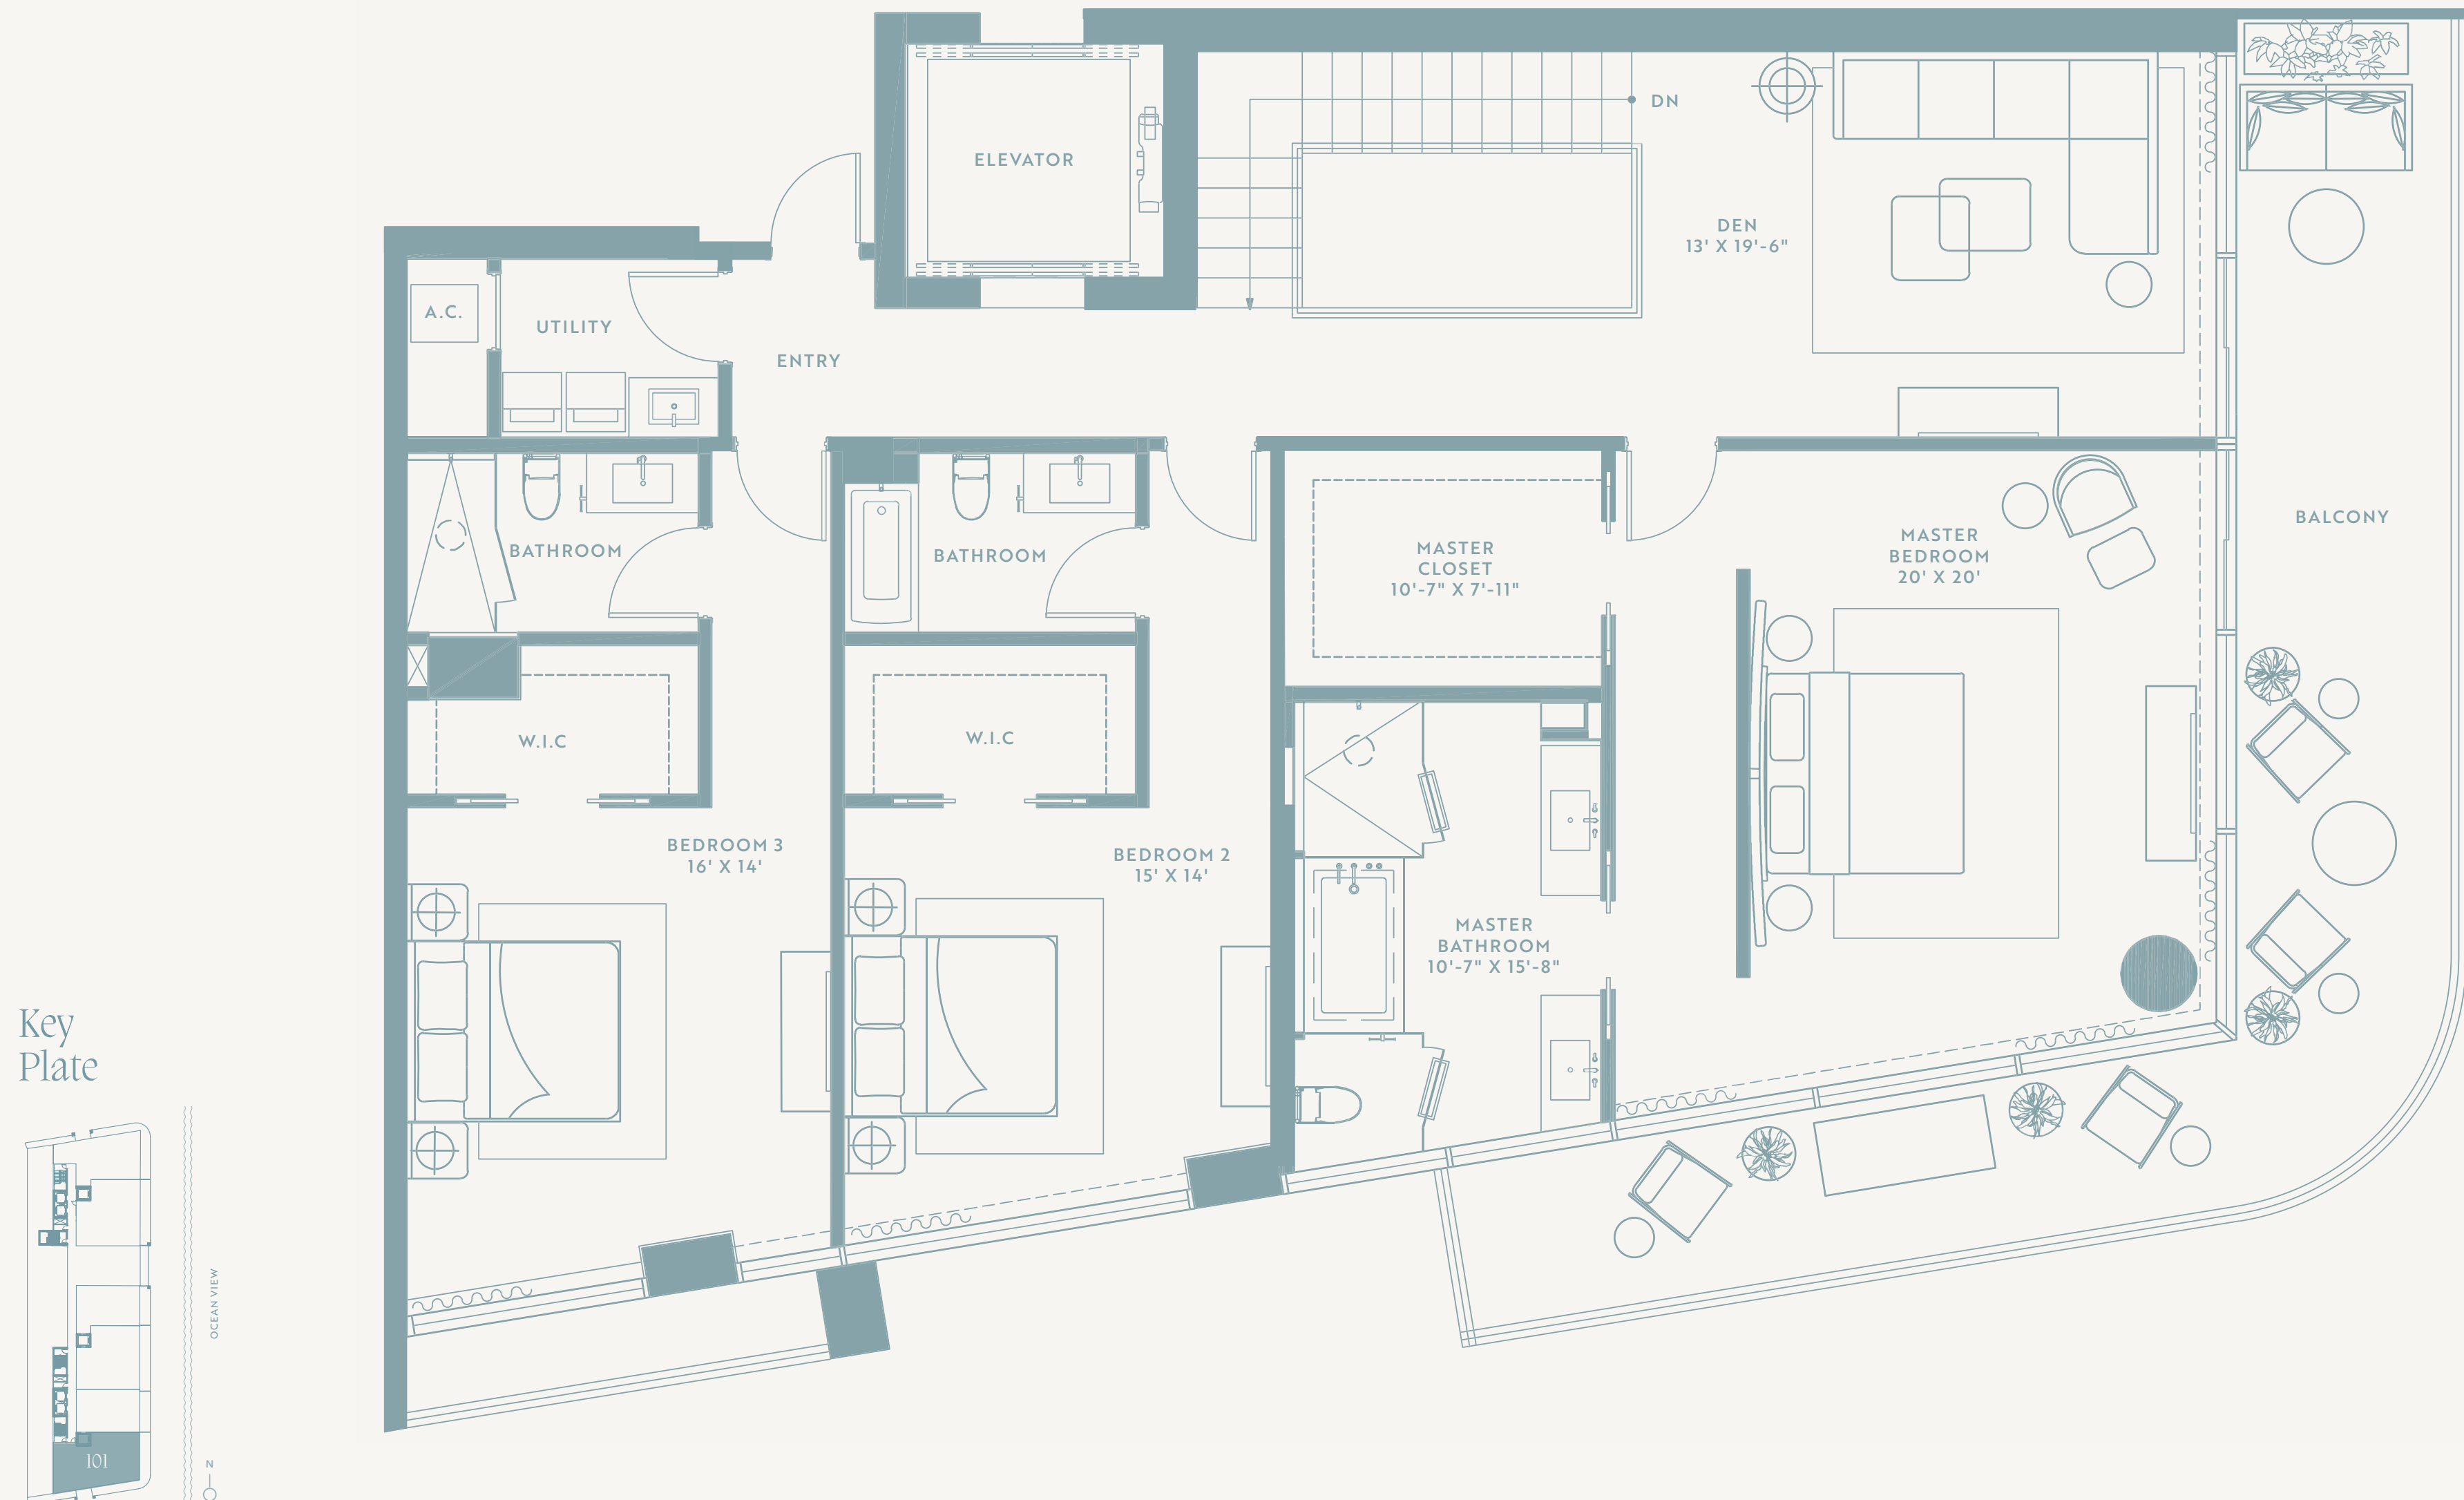 DN
ELEVATOR
DEN
13' X 19'-6"
A.C.
UTILITY
ENTRY
BATHROOM
BATHROOM
MASTER
CLOSET
10'-7" X 7'-11"
MASTER
BEDROOM
20' X 20'
BALCONY
W.I.C
W.I.C
BEDROOM 3
16' X 14'
BEDROOM 2
15' X 14'
MASTER
BATHROOM
10'-7" X 15'-8"
Key
Plate
OCEAN VIEW
101
N